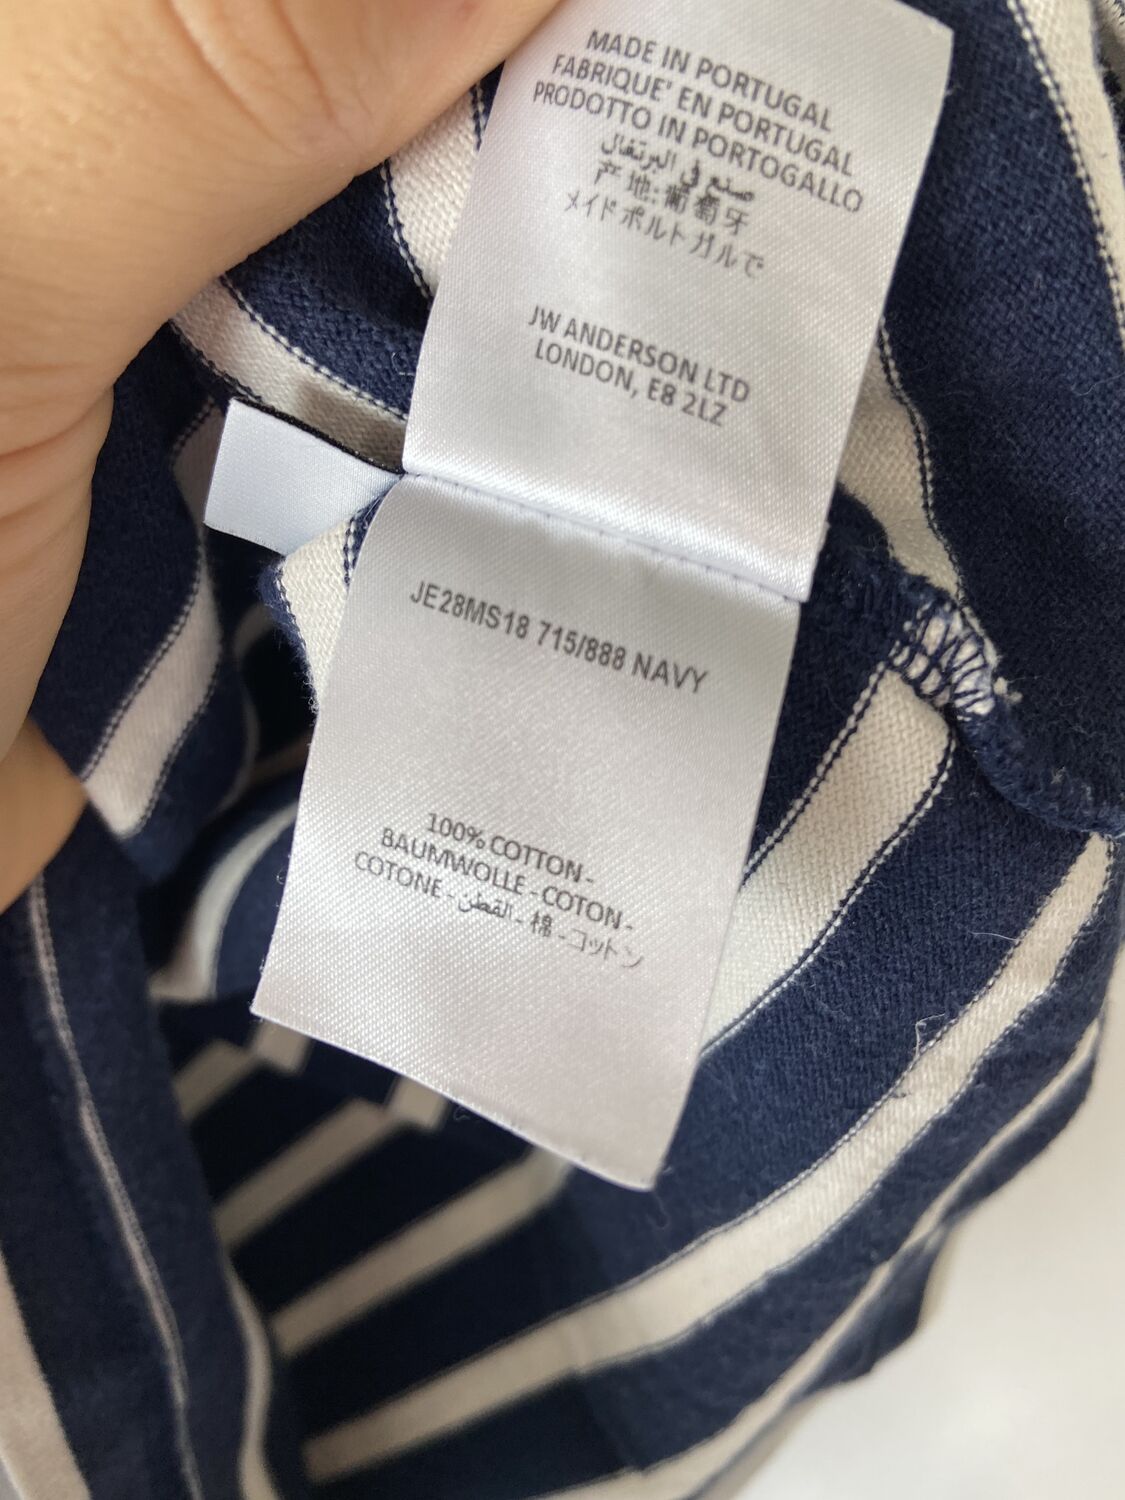 MADE IN PORTUGAL
FABRIQUE' EN PORTUGAL
PRODOTTO IN PORTOGALLO
صنع في البرتغال
产地:葡萄牙
メイドポルトガルで
JW ANDERSON LTD
LONDON, E8 2LZ
JE28MS18 715/888 NAVY
100% COTTON -
BAUMWOLLE - COTON -
COTONE - القطن - 棉 - コットン